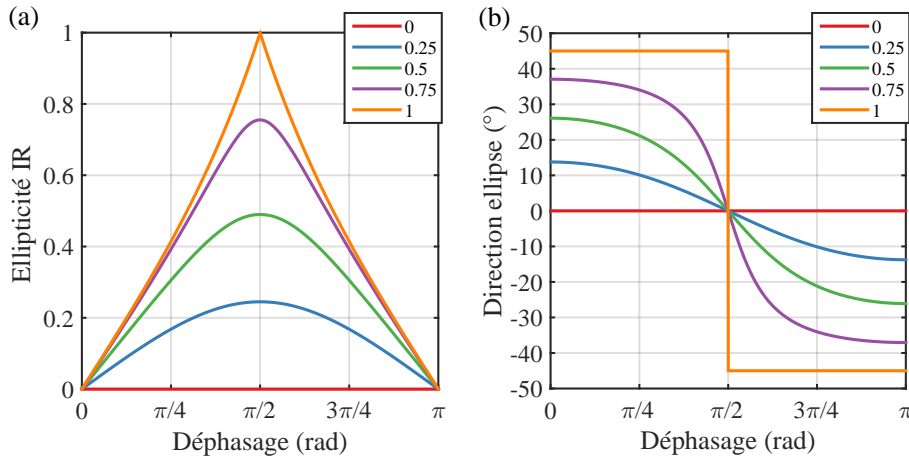 (a)
Ellipticité IR
1
0.8
0.6
0.4
0.2
0
0
π/4
π/2
3π/4
π
Déphasage (rad)
0
0.25
0.5
0.75
1
(b)
Direction ellipse (°)
50
40
30
20
10
0
-10
-20
-30
-40
-50
0
π/4
π/2
3π/4
π
Déphasage (rad)
0
0.25
0.5
0.75
1